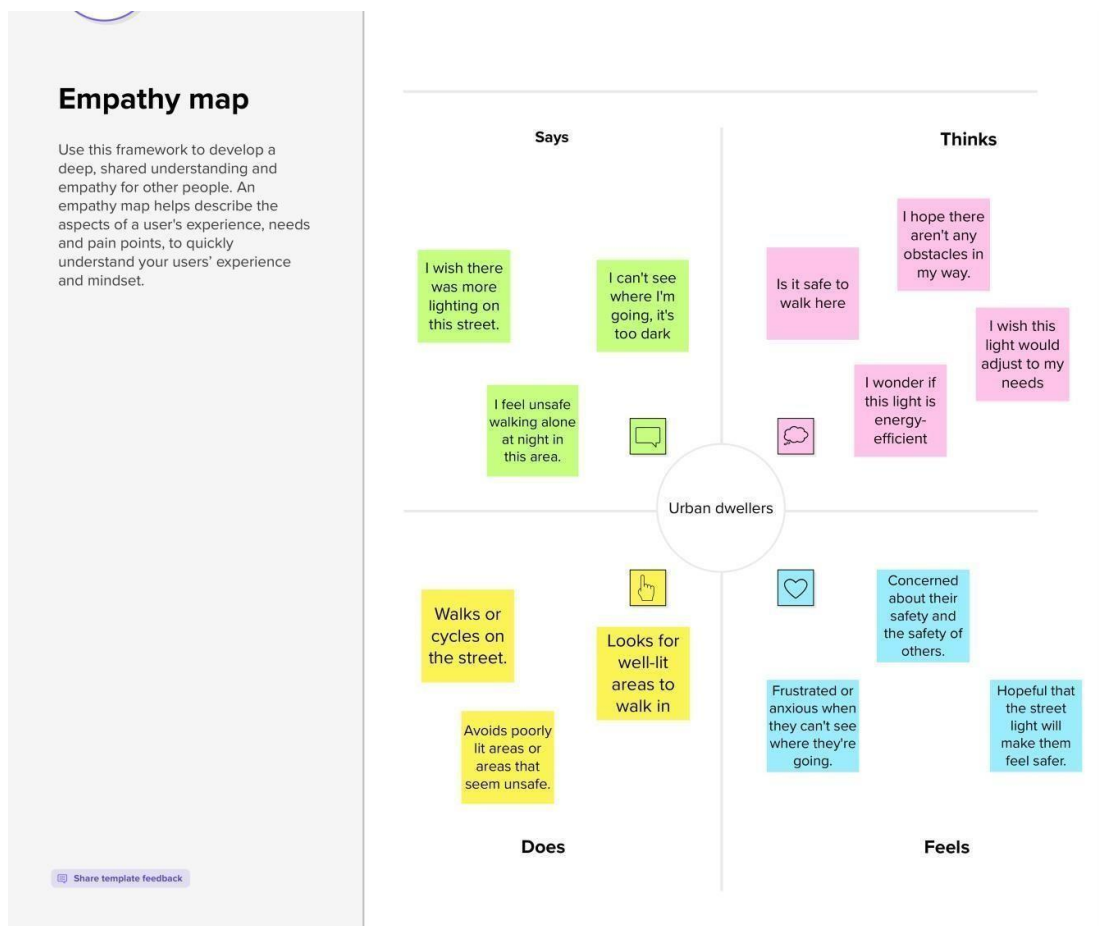 Empathy map
Use this framework to develop a
deep, shared understanding and
empathy for other people. An
empathy map helps describe the
aspects of a user's experience, needs
and pain points, to quickly
understand your users’ experience
and mindset.
Share template feedback
Says
I wish there
was more
lighting on
this street.
I can't see
where I'm
going, it's
too dark
I feel unsafe
walking alone
at night in
this area.
Thinks
I hope there
aren't any
obstacles in
my way.
Is it safe to
walk here
I wish this
light would
adjust to my
needs
I wonder if
this light is
energy-
efficient
Urban dwellers
Walks or
cycles on
the street.
Looks for
well-lit
areas to
walk in
Avoids poorly
lit areas or
areas that
seem unsafe.
Does
Concerned
about their
safety and
the safety of
others.
Frustrated or
anxious when
they can't see
where they're
going.
Hopeful that
the street
light will
make them
feel safer.
Feels